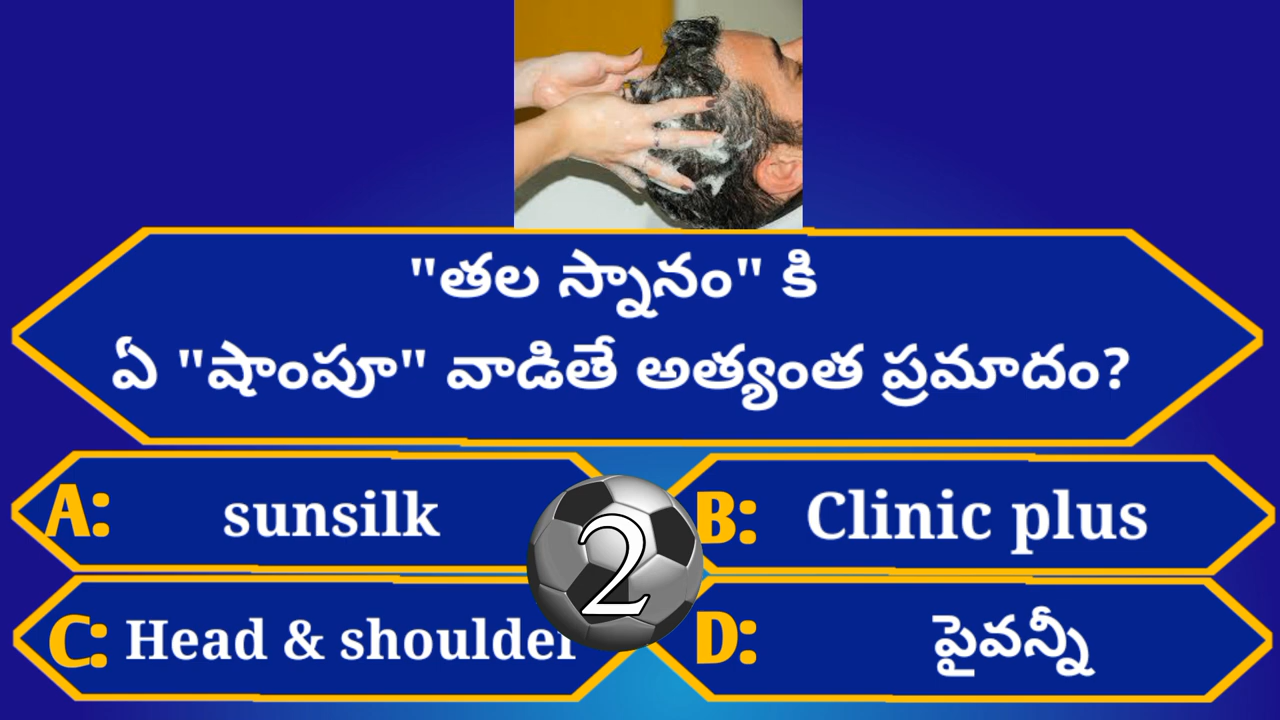 "తల స్నానం" కి
ఏ "షాంపూ" వాడితే అత్యంత ప్రమాదం?
A: sunsilk
B: Clinic plus
2
C: Head & shoulder
D: పైవన్నీ